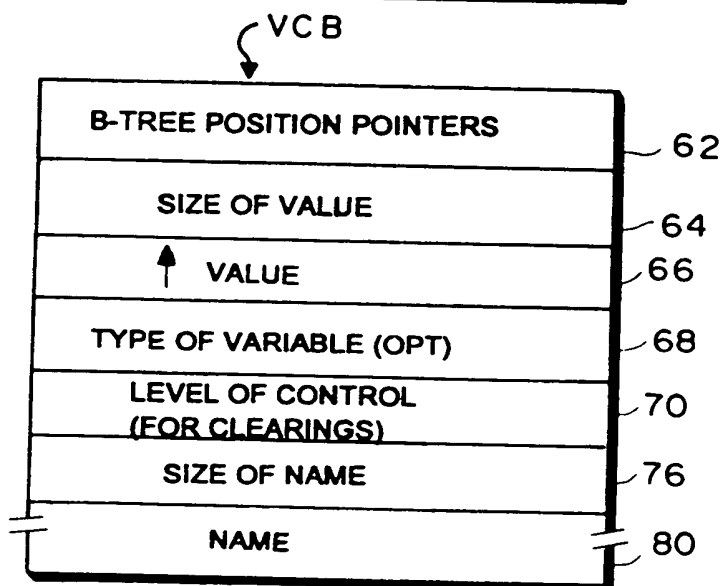 VCB
B-TREE POSITION POINTERS
62
SIZE OF VALUE
64
↑ VALUE
66
TYPE OF VARIABLE (OPT)
68
LEVEL OF CONTROL
(FOR CLEARINGS)
70
SIZE OF NAME
76
NAME
80